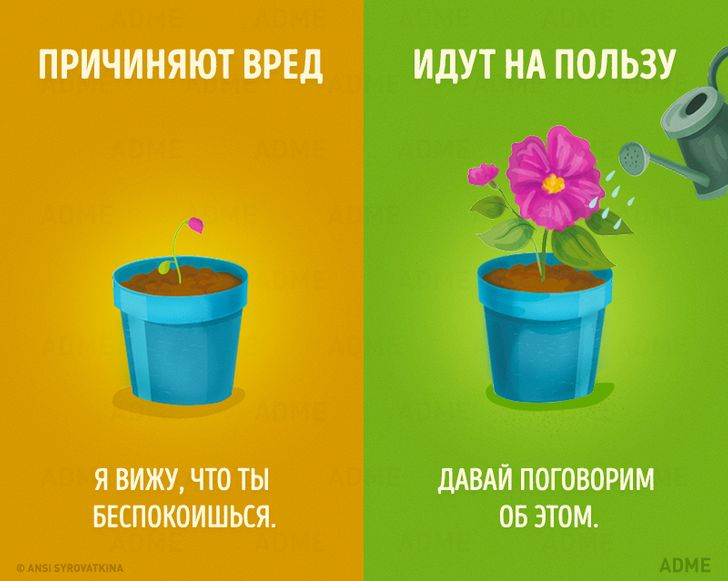 ПРИЧИНЯЮТ ВРЕД
Я ВИЖУ, ЧТО ТЫ
БЕСПОКОИШЬСЯ.
© ANSI SYROVATKINA
ИДУТ НА ПОЛЬЗУ
ДАВАЙ ПОГОВОРИМ
ОБ ЭТОМ.
ADME